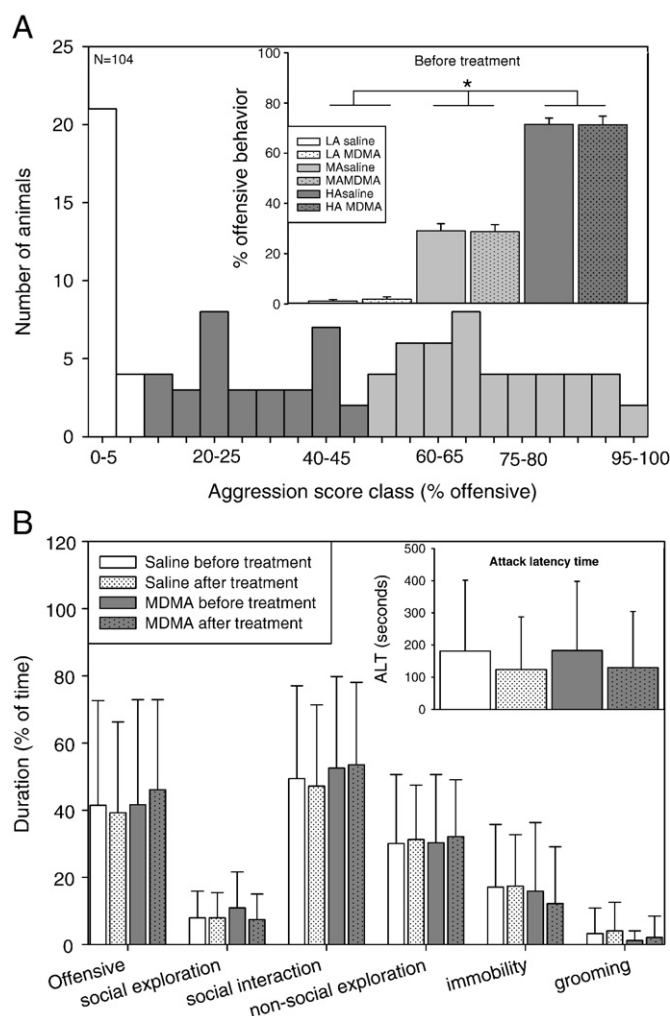 A
N=104
25
20
15
10
5
0
Number of animals
0-5
20-25
40-45
60-65
75-80
95-100
Aggression score class (% offensive)
Before treatment
*
100
80
60
40
20
0
% offensive behavior
LA saline
LA MDMA
MAsaline
MAMDMA
HAsaline
HA MDMA
B
120
100
80
60
40
20
0
Duration (% of time)
Saline before treatment
Saline after treatment
MDMA before treatment
MDMA after treatment
Attack latency time
500
400
300
200
100
0
ALT (seconds)
Offensive
social exploration
social interaction
non-social exploration
immobility
grooming